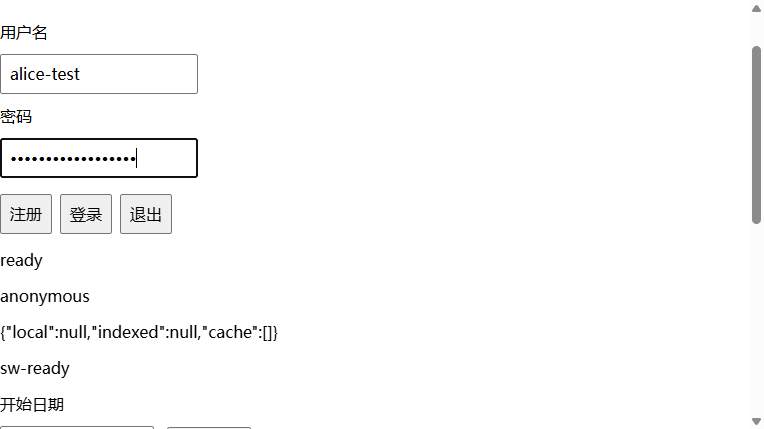 用户名
alice-test
密码
••••••••••••••••••
注册 登录 退出
ready
anonymous
{"local":null,"indexed":null,"cache":[]}
sw-ready
开始日期